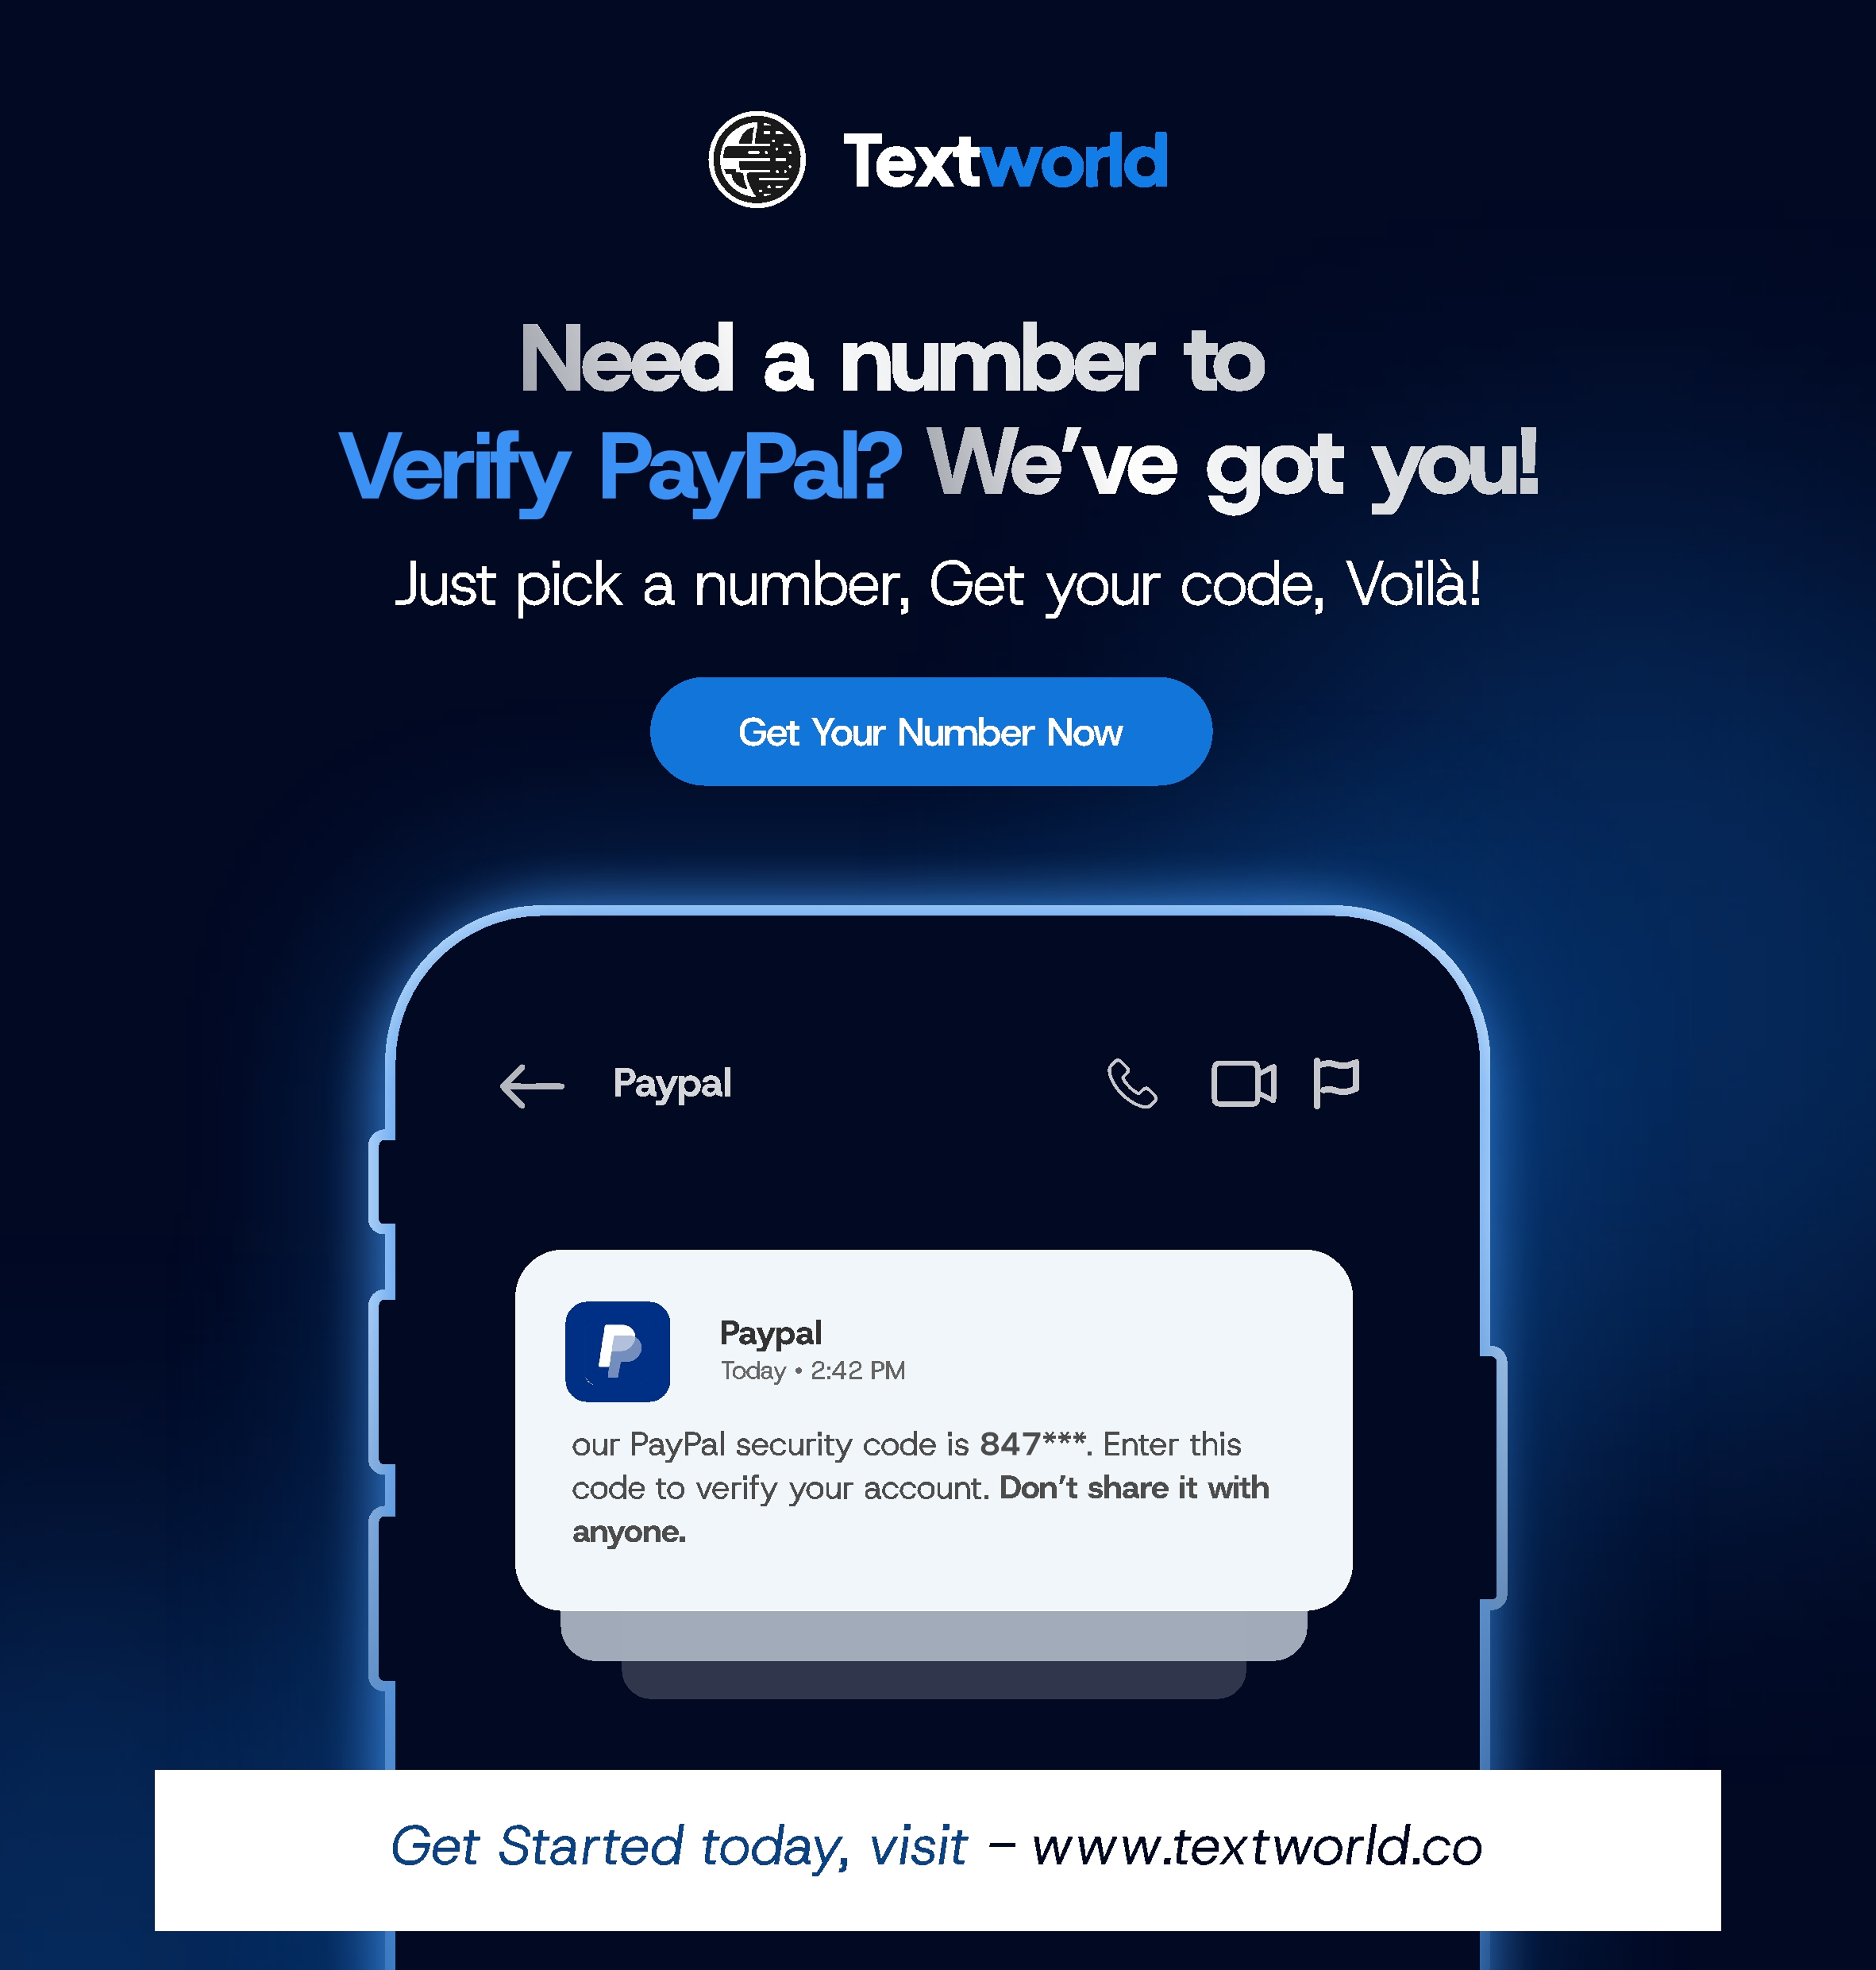 Textworld
Need a number to
Verify PayPal? We've got you!
Just pick a number, Get your code, Voilà!
Get Your Number Now
Paypal
Paypal
Today • 2:42 PM
our PayPal security code is 847***. Enter this
code to verify your account. Don't share it with
anyone.
Get Started today, visit – www.textworld.co